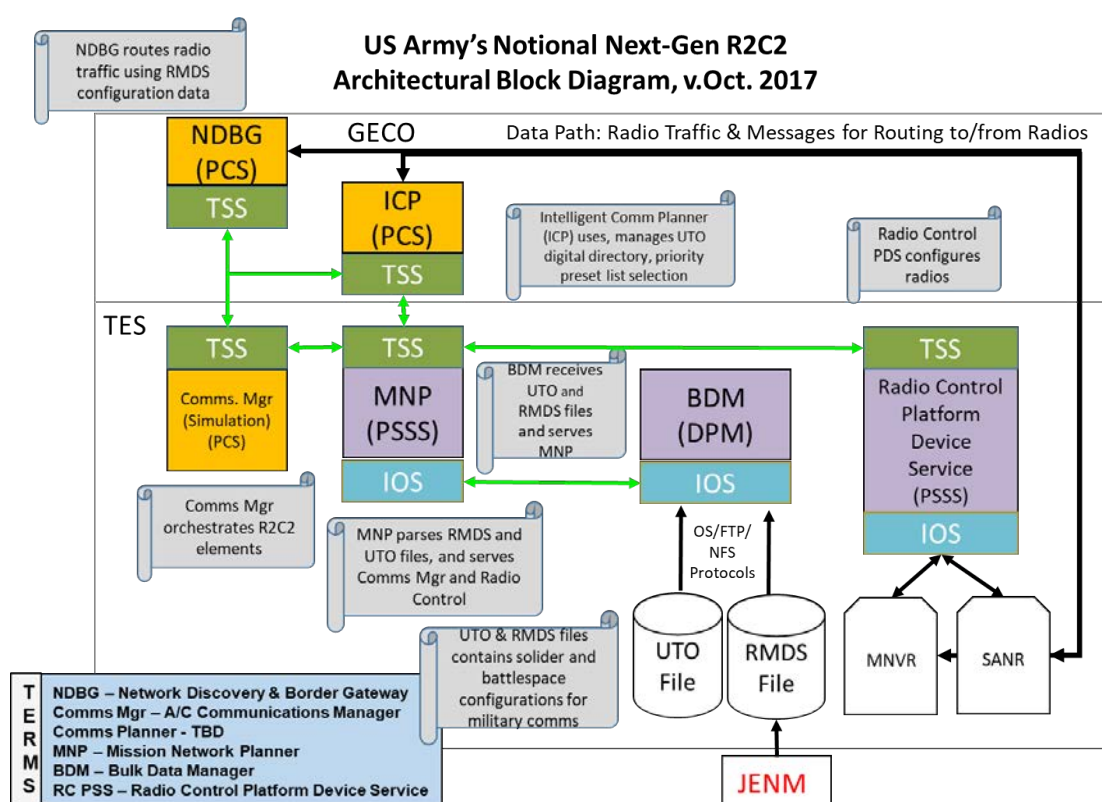 NDBG routes radio
traffic using RMDS
configuration data
US Army's Notional Next-Gen R2C2
Architectural Block Diagram, v.Oct. 2017
NDBG
(PCS)
TSS
GECO
Data Path: Radio Traffic & Messages for Routing to/from Radios
ICP
(PCS)
TSS
Intelligent Comm Planner
(ICP) uses, manages UTO
digital directory, priority
preset list selection
Radio Control
PDS configures
radios
TES
TSS
Comms. Mgr
(Simulation)
(PCS)
TSS
MNP
(PSSS)
IOS
BDM receives
UTO and
RMDS files
and serves
MNP
BDM
(DPM)
IOS
TSS
Radio Control
Platform
Device
Service
(PSSS)
IOS
Comms Mgr
orchestrates R2C2
elements
MNP parses RMDS and
UTO files, and serves
Comms Mgr and Radio
Control
OS/FTP/
NFS
Protocols
UTO
File
RMDS
File
MNVR
SANR
UTO & RMDS files
contains solider and
battlespace
configurations for
military comms
JENM
TERMS
NDBG – Network Discovery & Border Gateway
Comms Mgr – A/C Communications Manager
Comms Planner - TBD
MNP – Mission Network Planner
BDM – Bulk Data Manager
RC PSS – Radio Control Platform Device Service